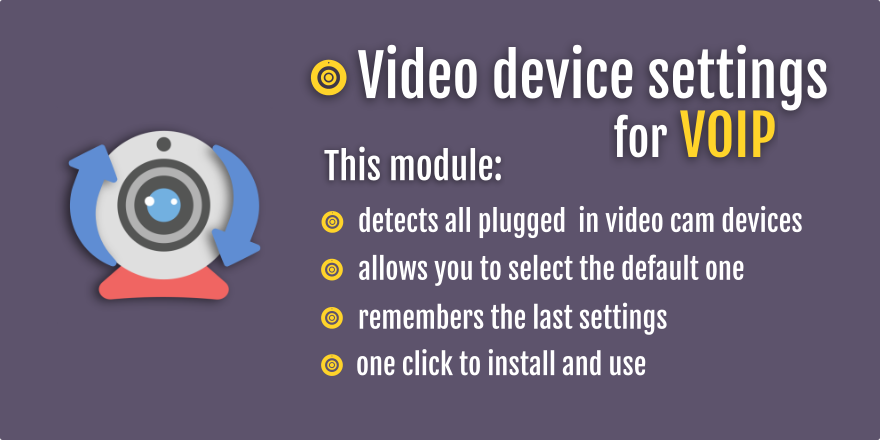 Video device settings
for VOIP
This module:
detects all plugged in video cam devices
allows you to select the default one
remembers the last settings
one click to install and use